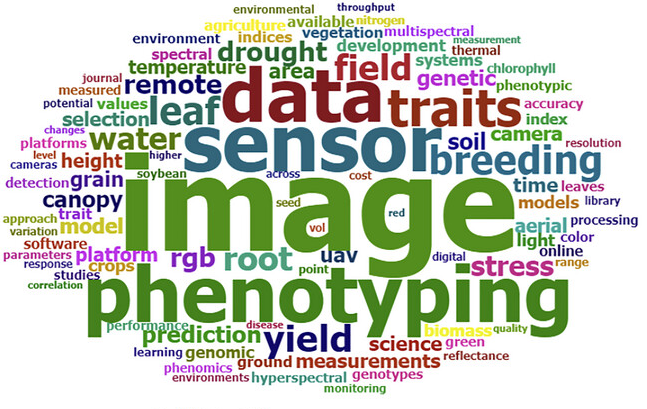 environmental throughput
agriculture available nitrogen
environment indices vegetation multispectral
spectral drought development measurement
temperature area field systems thermal
journal remote data genetic chlorophyll
measured phenotypic
potential values leaf traits accuracy
selection index
changes water sensor soil camera
platforms resolution
level height higher breeding
cameras
detection grain soybean image across cost time leaves
canopy seed models library
approach trait red processing
variation model vol aerial
software light color
parameters platform rgb root uav online
response crops point digital stress range
studies
correlation phenotyping
performance disease biomass quality
prediction yield science green
learning genomic reflectance
phenomics ground measurements
environments hyperspectral genotypes
monitoring